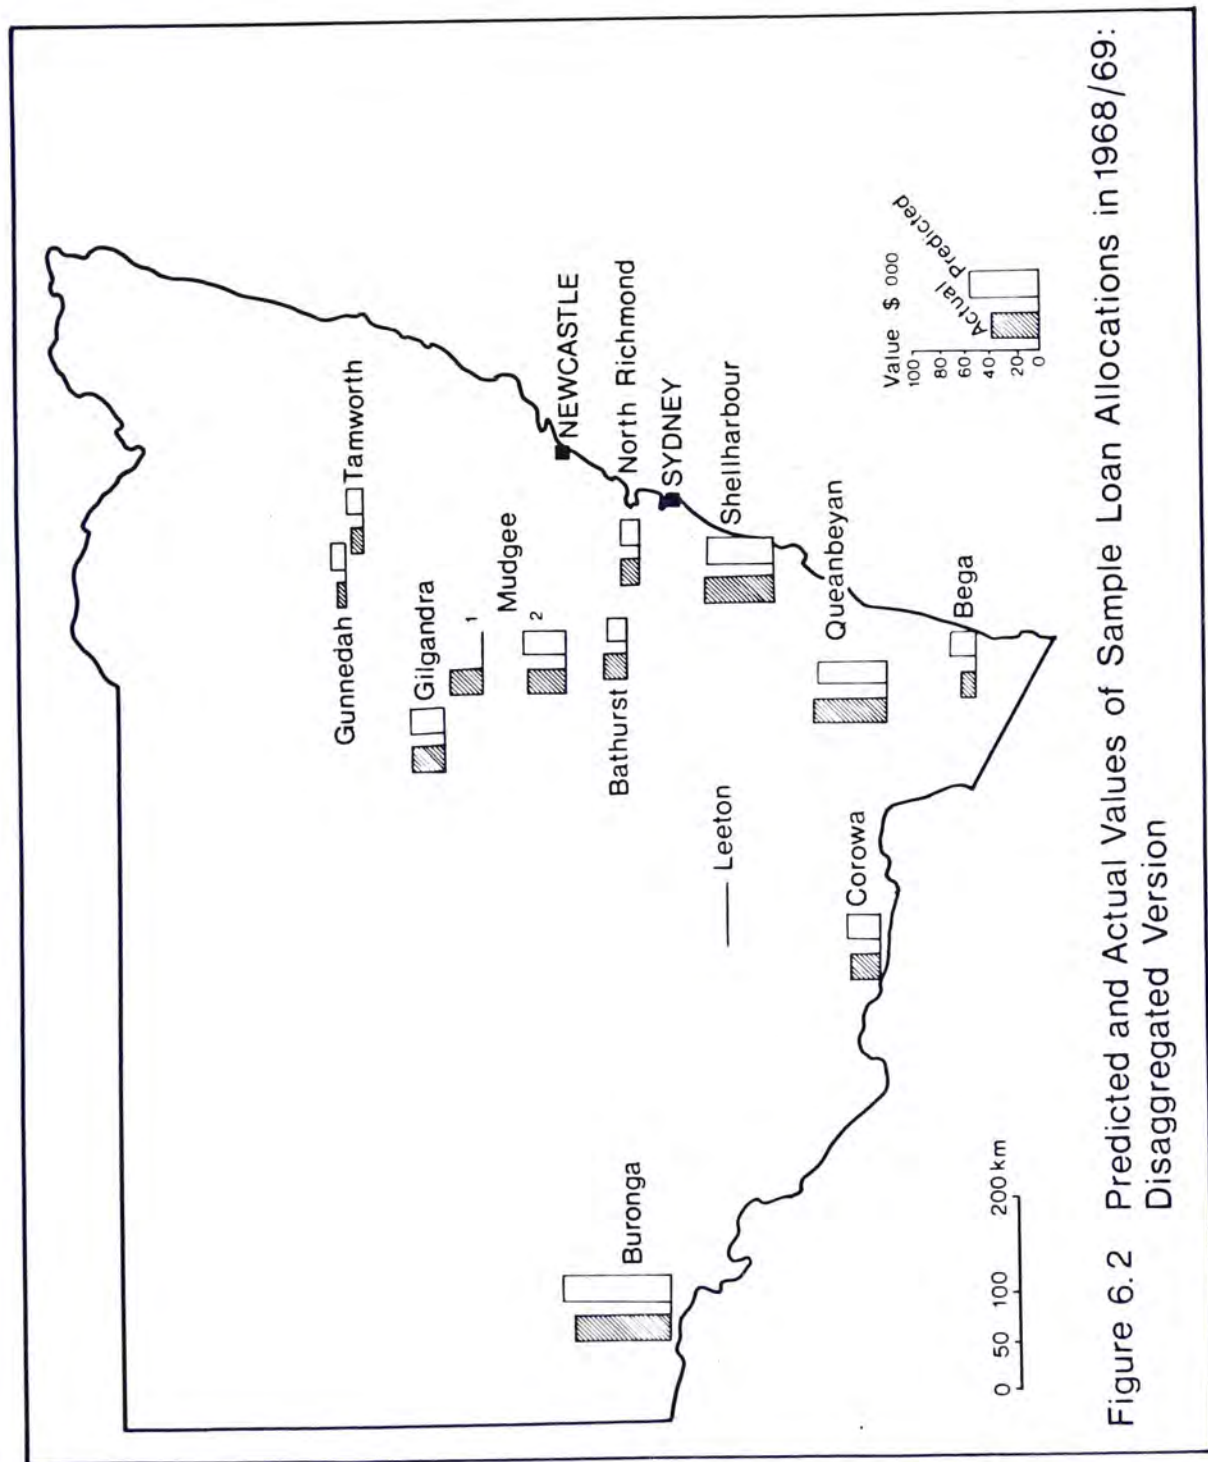 Gunnedah
Tamworth
Gilgandra
1
Mudgee
2
NEWCASTLE
Bathurst
North Richmond
SYDNEY
Shellharbour
Buronga
Leeton
Queanbeyan
Corowa
Bega
Value $ 000
100
80
60
40
20
0
Actual
Predicted
0 50 100 200 km
Figure 6.2 Predicted and Actual Values of Sample Loan Allocations in 1968/69:
Disaggregated Version